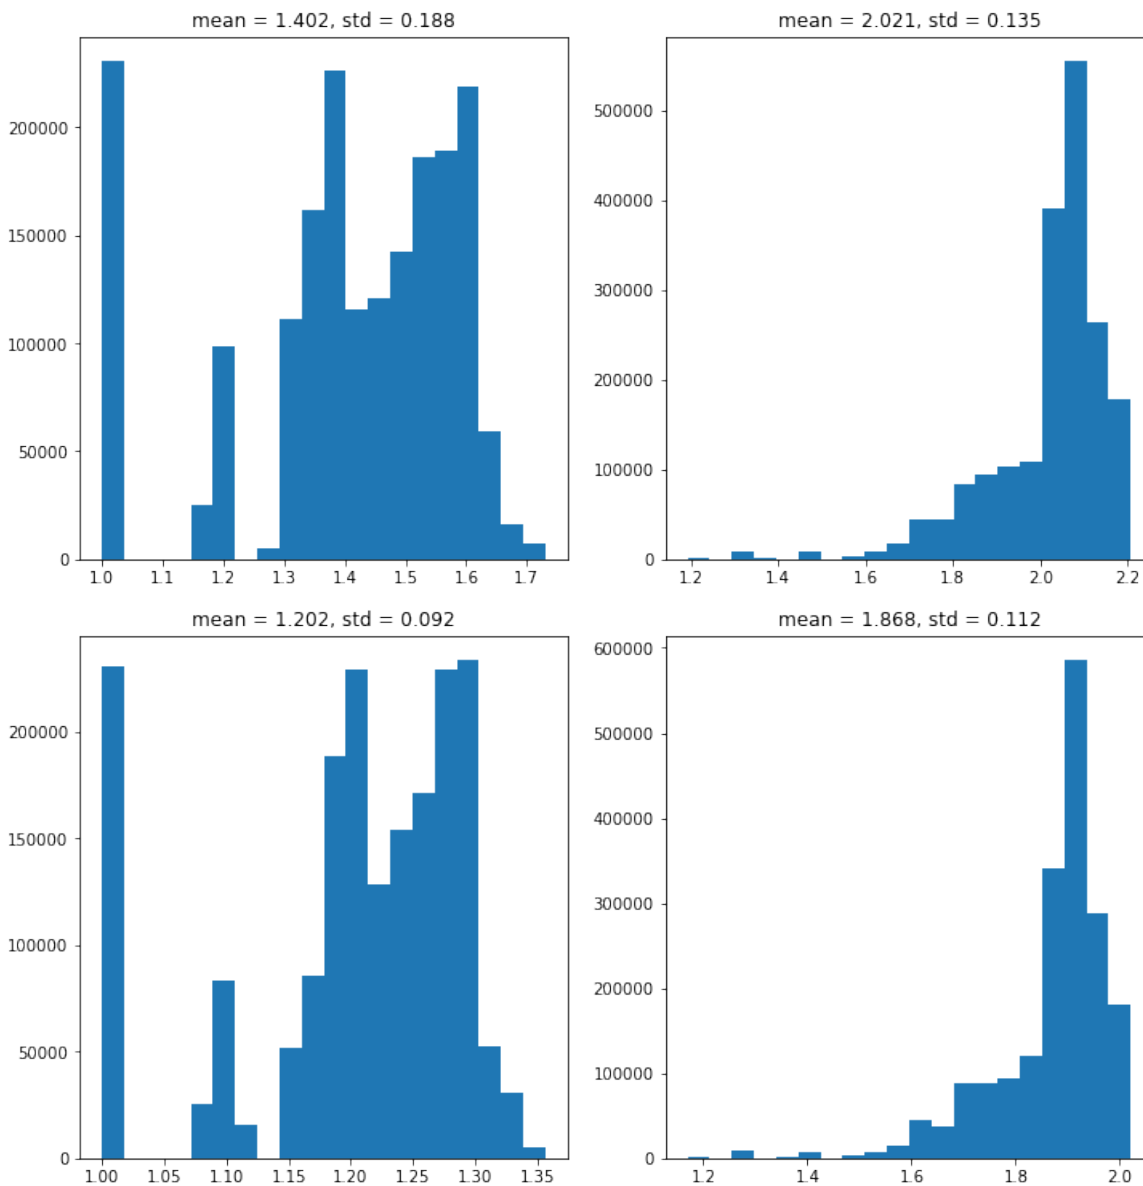 mean = 1.402, std = 0.188
200000
150000
100000
50000
0
1.0 1.1 1.2 1.3 1.4 1.5 1.6 1.7
mean = 2.021, std = 0.135
500000
400000
300000
200000
100000
0
1.2 1.4 1.6 1.8 2.0 2.2
mean = 1.202, std = 0.092
200000
150000
100000
50000
0
1.00 1.05 1.10 1.15 1.20 1.25 1.30 1.35
mean = 1.868, std = 0.112
600000
500000
400000
300000
200000
100000
0
1.2 1.4 1.6 1.8 2.0